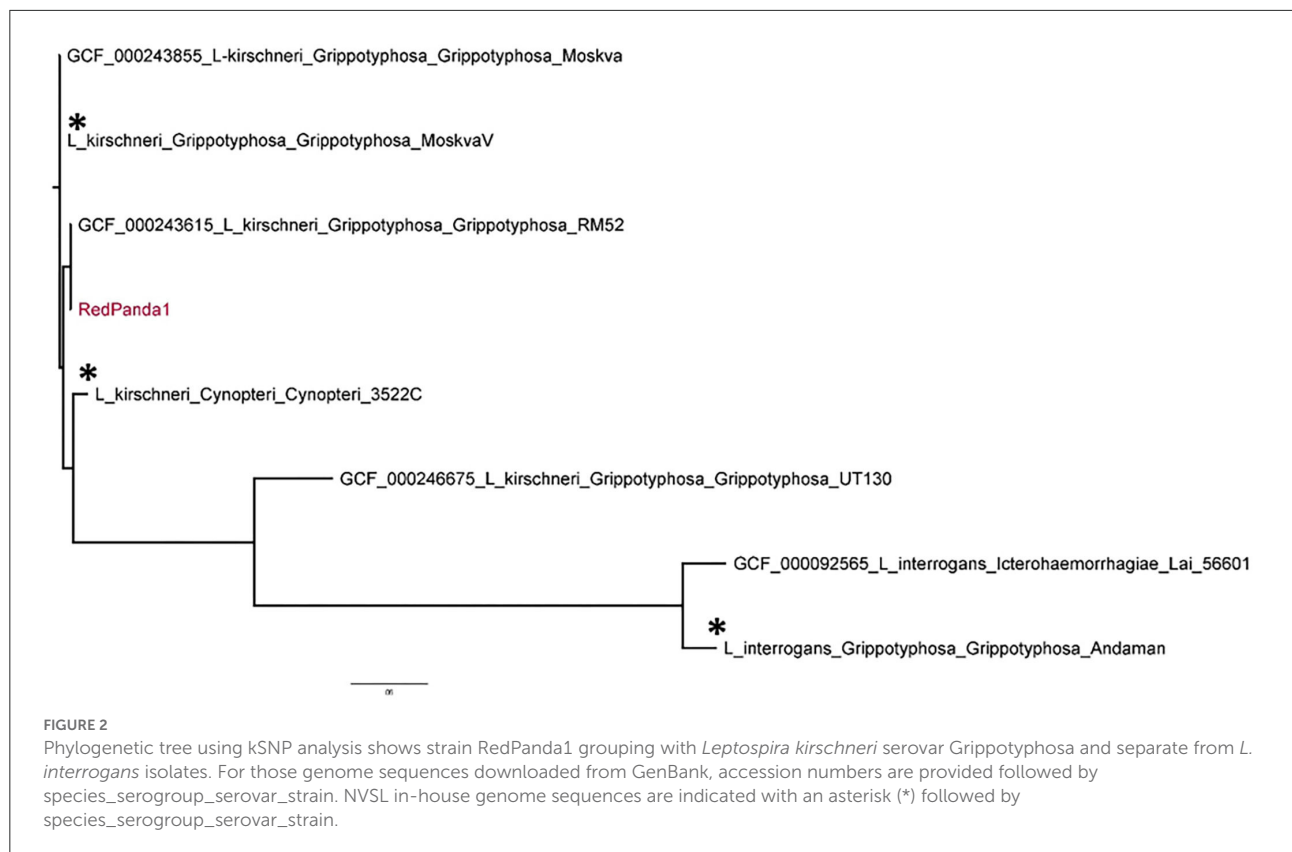 GCF_000243855_L-kirschneri_Grippotyphosa_Grippotyphosa_Moskva
*
L_kirschneri_Grippotyphosa_Grippotyphosa_MoskvaV
GCF_000243615_L_kirschneri_Grippotyphosa_Grippotyphosa_RM52
RedPanda1
*
L_kirschneri_Cynopteri_Cynopteri_3522C
GCF_000246675_L_kirschneri_Grippotyphosa_Grippotyphosa_UT130
GCF_000092565_L_interrogans_Icterohaemorrhagiae_Lai_56601
*
L_interrogans_Grippotyphosa_Grippotyphosa_Andaman
FIGURE 2
Phylogenetic tree using kSNP analysis shows strain RedPanda1 grouping with Leptospira kirschneri serovar Grippotyphosa and separate from L.
interrogans isolates. For those genome sequences downloaded from GenBank, accession numbers are provided followed by
species_serogroup_serovar_strain. NVSL in-house genome sequences are indicated with an asterisk (*) followed by
species_serogroup_serovar_strain.